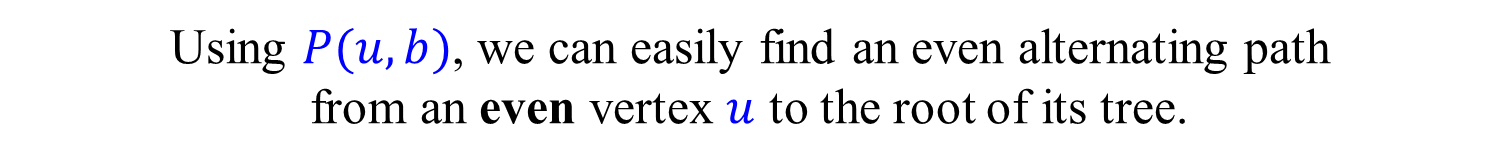 Using P(u, b), we can easily find an even alternating path
from an even vertex u to the root of its tree.